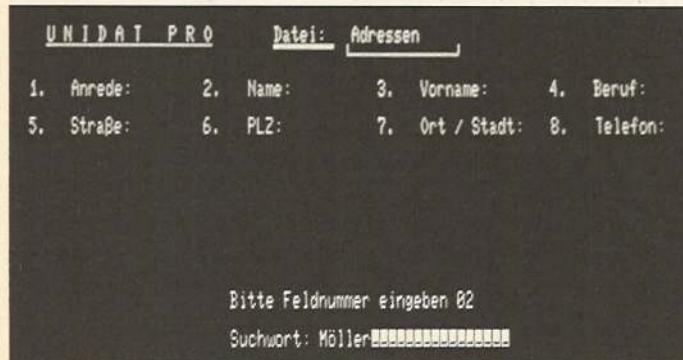 UNIDAT PRO Datei: Adressen
1. Anrede: 2. Name: 3. Vorname: 4. Beruf:
5. Straße: 6. PLZ: 7. Ort / Stadt: 8. Telefon:
Bitte Feldnummer eingeben 02
Suchwort: Möller